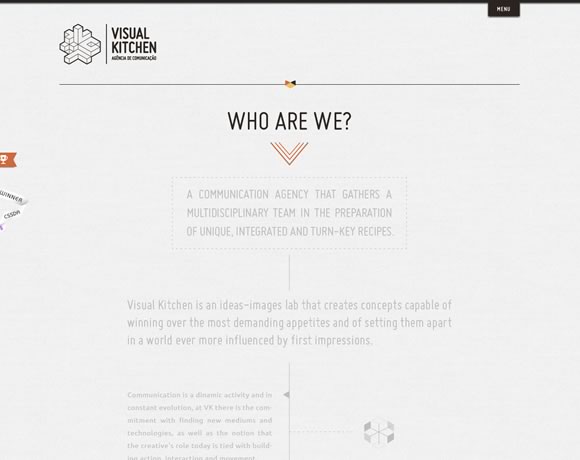 MENU
VISUAL
KITCHEN
AGÊNCIA DE COMUNICAÇÃO
WHO ARE WE?
WINNER
CSSDA
A COMMUNICATION AGENCY THAT GATHERS A
MULTIDISCIPLINARY TEAM IN THE PREPARATION
OF UNIQUE, INTEGRATED AND TURN-KEY RECIPES.
Visual Kitchen is an ideas-images lab that creates concepts capable of
winning over the most demanding appetites and of setting them apart
in a world ever more influenced by first impressions.
Communication is a dinamic activity and in
constant evolution, at VK there is the com-
mitment with finding new mediums and
technologies, as well as the notion that
the creative's role today is tied with build-
ing action, interaction and movement.